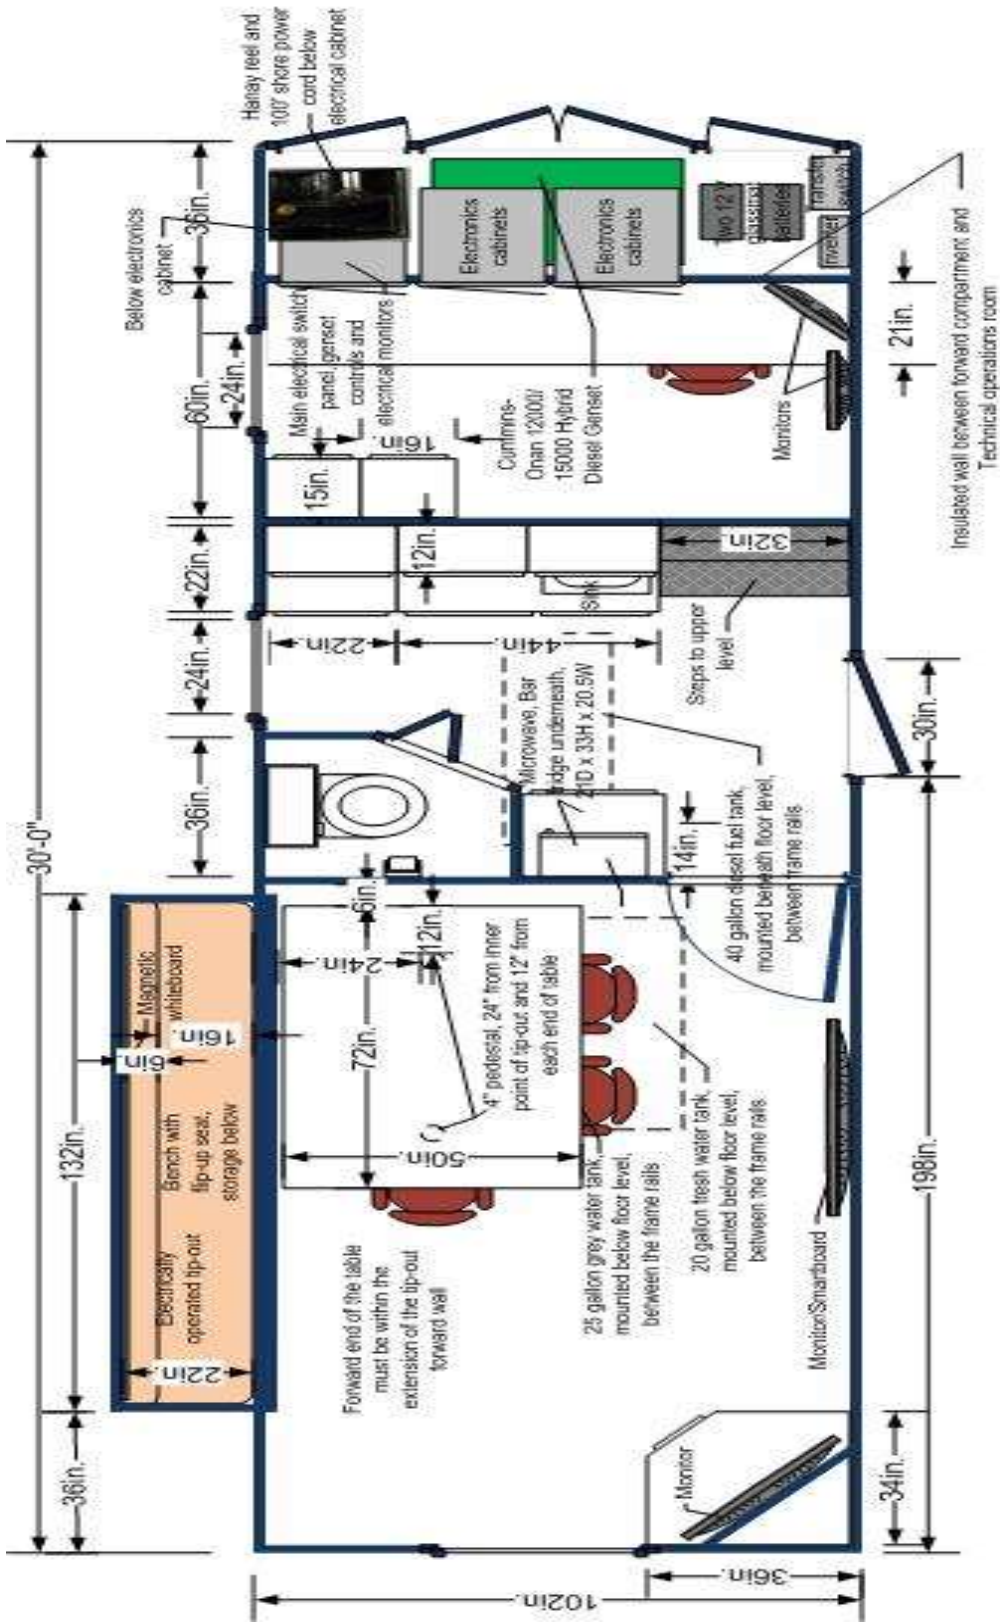 30'-0"
36in.
132in.
36in.
24in.
22in.
60in.
24in.
36in.
Hanay reel and
100' shore power
cord below
electrical cabinet
Below electronics
cabinet
6in.
16in.
22in.
Magnetic
whiteboard
Bench with
flip-up seat,
storage below
Electrically
operated tip-out
Main electrical switch
panel, genset
controls and
electrical monitors
15in.
16in.
Electronics
cabinets
Electronics
cabinets
Cummins-
Onan 12000/
15000 Hybrid
Diesel Genset
two 12V
batteries
inverter
transfer
switch
Monitors
21in.
Insulated wall between forward compartment and
Technical operations room
12in.
22in.
44in.
32in.
Sink
Steps to upper
level
Microwave, Bar
fridge underneath,
21D x 33H x 20.5W
14in.
30in.
40 gallon diesel fuel tank,
mounted beneath floor level,
between frame rails
6in.
24in.
12in.
72in.
50in.
4" pedestal, 24" from inner
point of tip-out and 12" from
each end of table
Forward end of the table
must be within the
extension of the tip-out
forward wall
25 gallon grey water tank,
mounted below floor level,
between the frame rails
20 gallon fresh water tank,
mounted below floor level,
between the frame rails
Monitor/Smartboard
Monitor
198in.
34in.
36in.
102in.